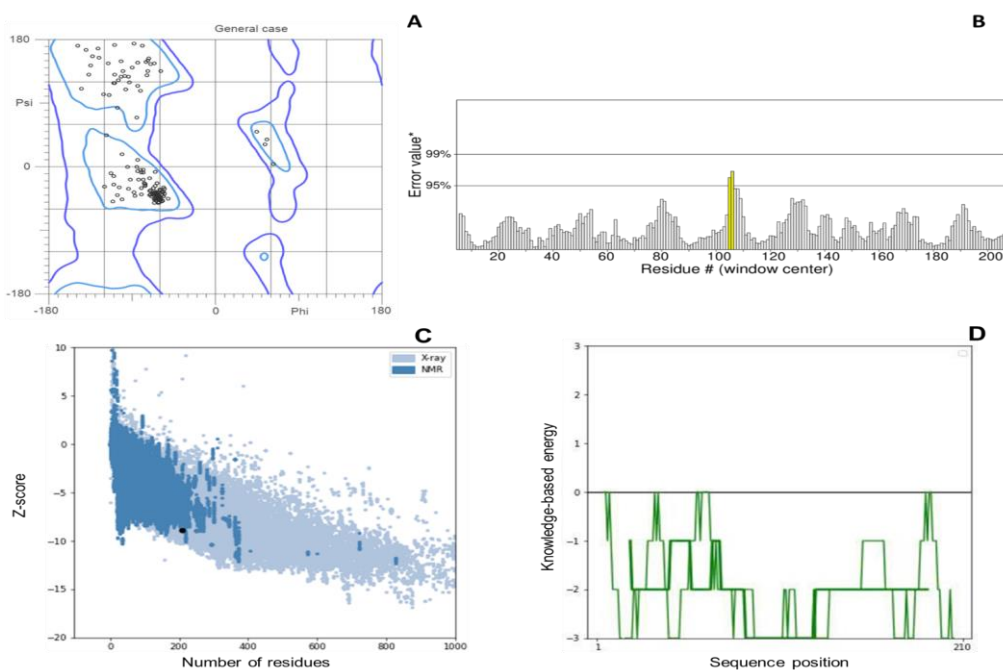 A
General case
180
Psi
0
-180
-180
0
Phi
180
B
Error value*
99%
95%
20
40
60
80
100
120
140
160
180
200
Residue # (window center)
C
X-ray
NMR
10
5
0
−5
−10
−15
−20
Z-score
0
200
400
600
800
1000
Number of residues
D
3
2
1
0
−1
−2
−3
Knowledge-based energy
1
210
Sequence position